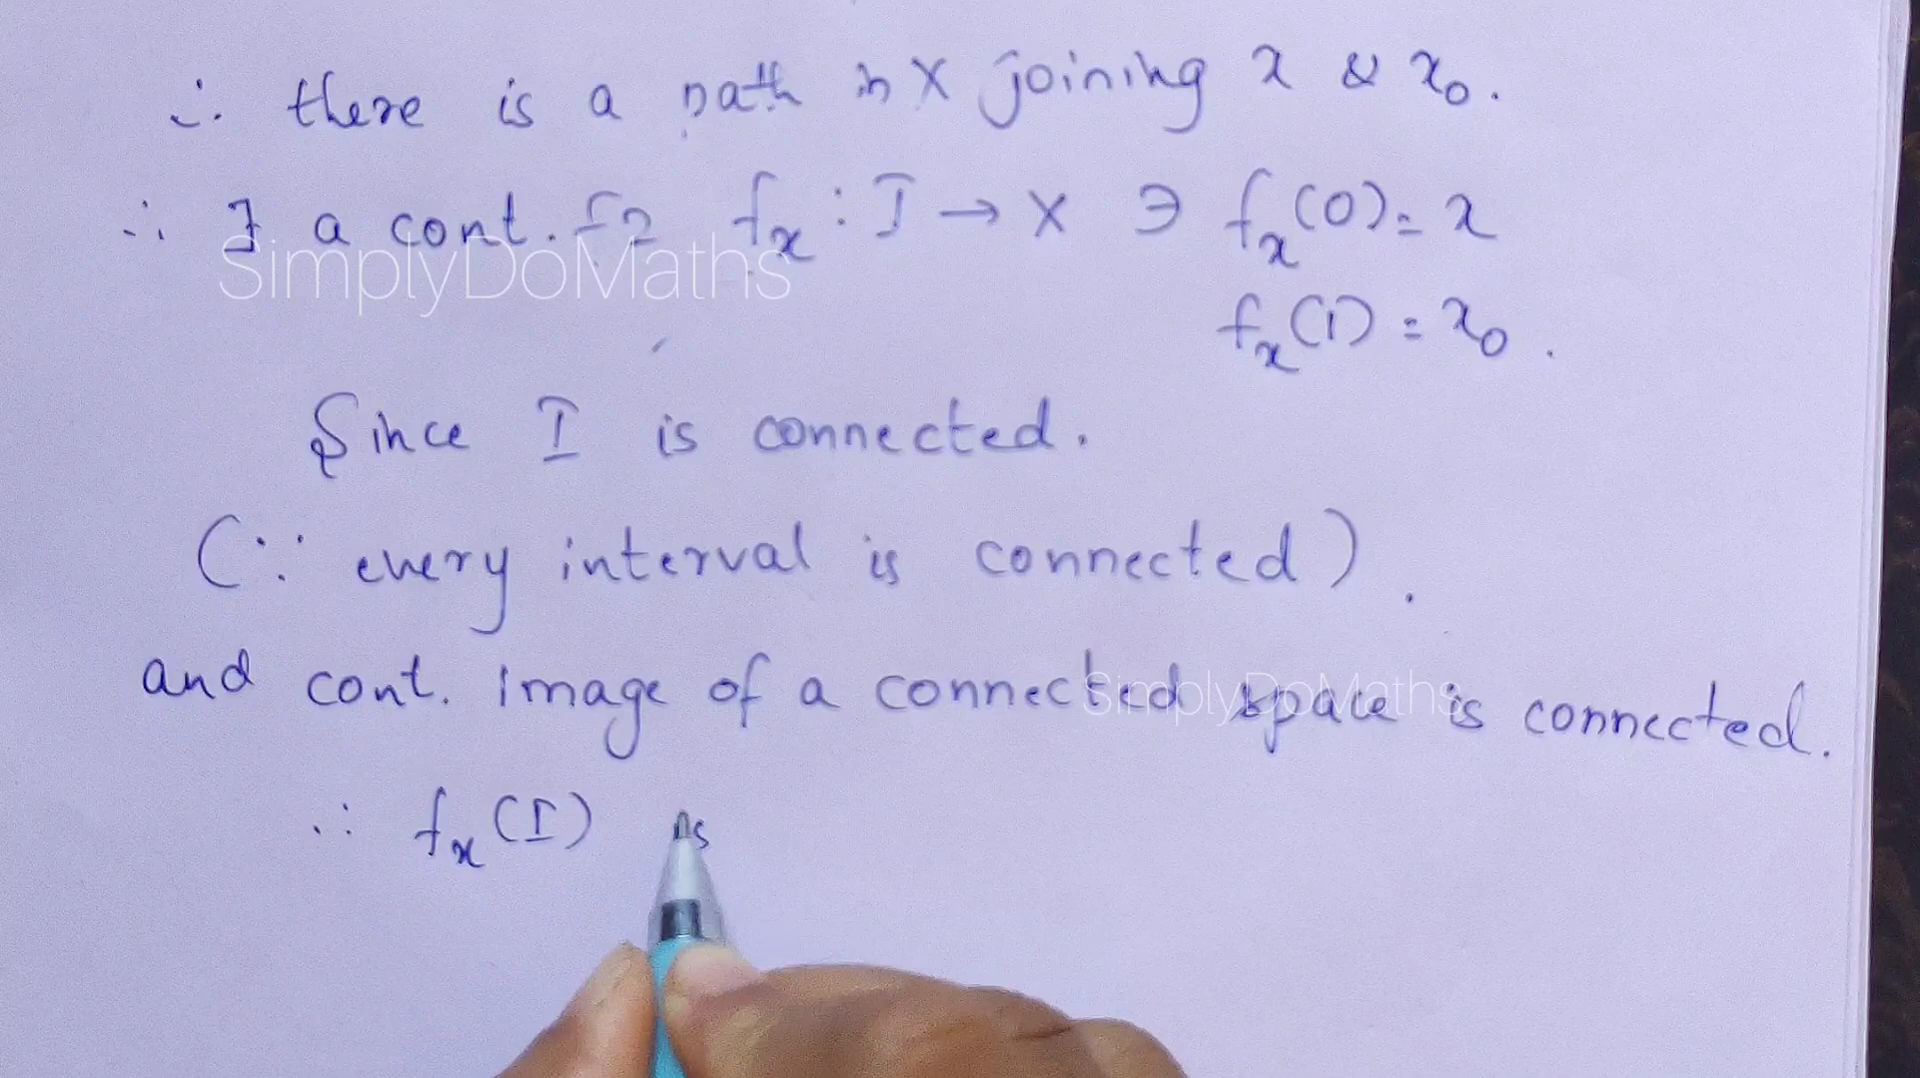 ∴ there is a path in X joining x & x₀.
∴ ∃ a cont. fn fₓ : I → X ∋ fₓ(0) = x
fₓ(1) = x₀.
SimplyDoMaths
Since I is connected.
(∵ every interval is connected).
and cont. image of a connected space is connected.
SimplyDoMaths
∴ fₓ(I) is